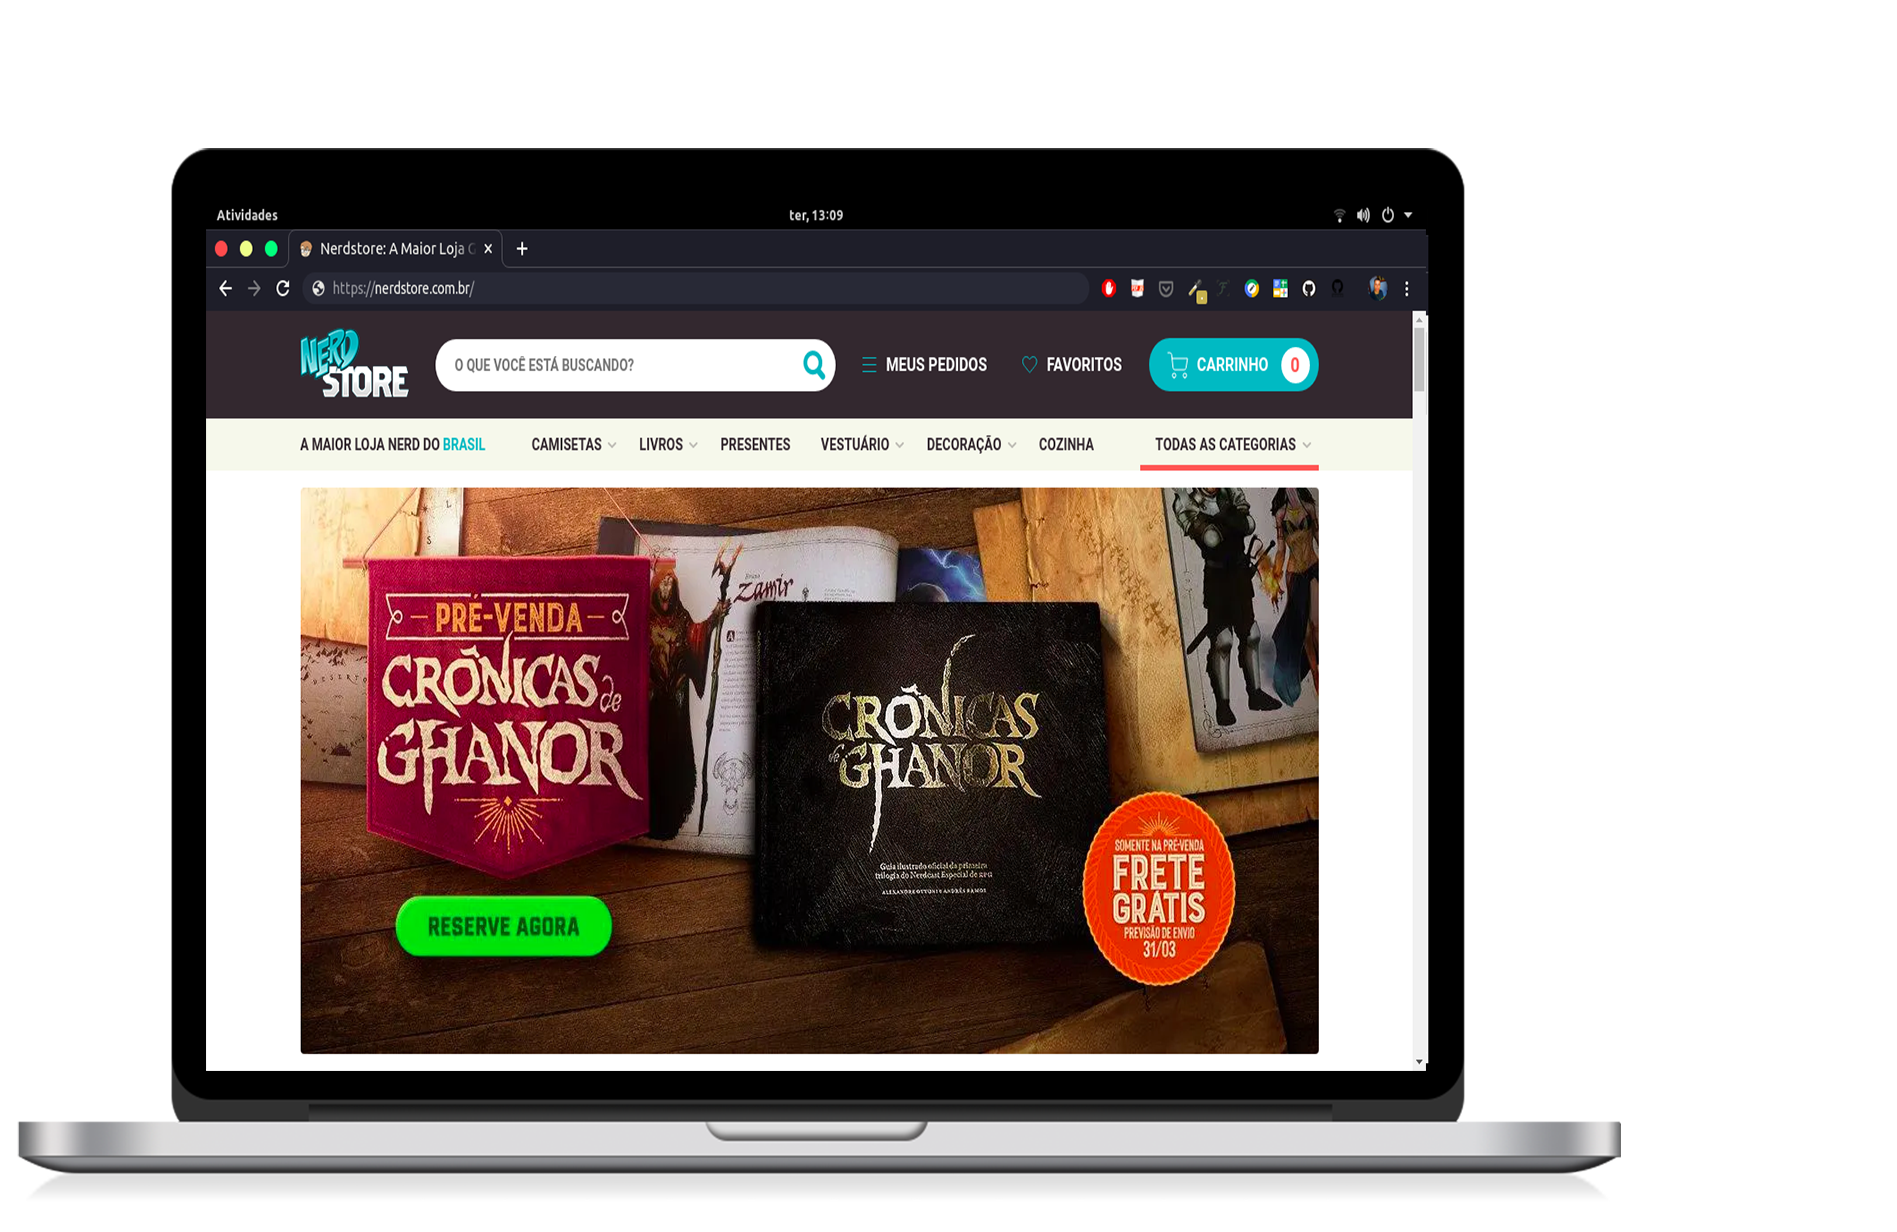 Atividades
ter, 13:09
Nerdstore: A Maior Loja
https://nerdstore.com.br/
NERD
STORE
O QUE VOCÊ ESTÁ BUSCANDO?
MEUS PEDIDOS
FAVORITOS
CARRINHO 0
A MAIOR LOJA NERD DO BRASIL
CAMISETAS
LIVROS
PRESENTES
VESTUÁRIO
DECORAÇÃO
COZINHA
TODAS AS CATEGORIAS
PRÉ-VENDA
CRÔNICAS de
GHANOR
RESERVE AGORA
zamir
CRÔNICAS
de GHANOR
Guia ilustrado oficial da primeira
trilogia do Nerdcast Especial de RPG
ALEXANDRE OTTONI E ANDRÉS RAMOS
SOMENTE NA PRÉ-VENDA
FRETE
GRÁTIS
PREVISÃO DE ENVIO
31/03